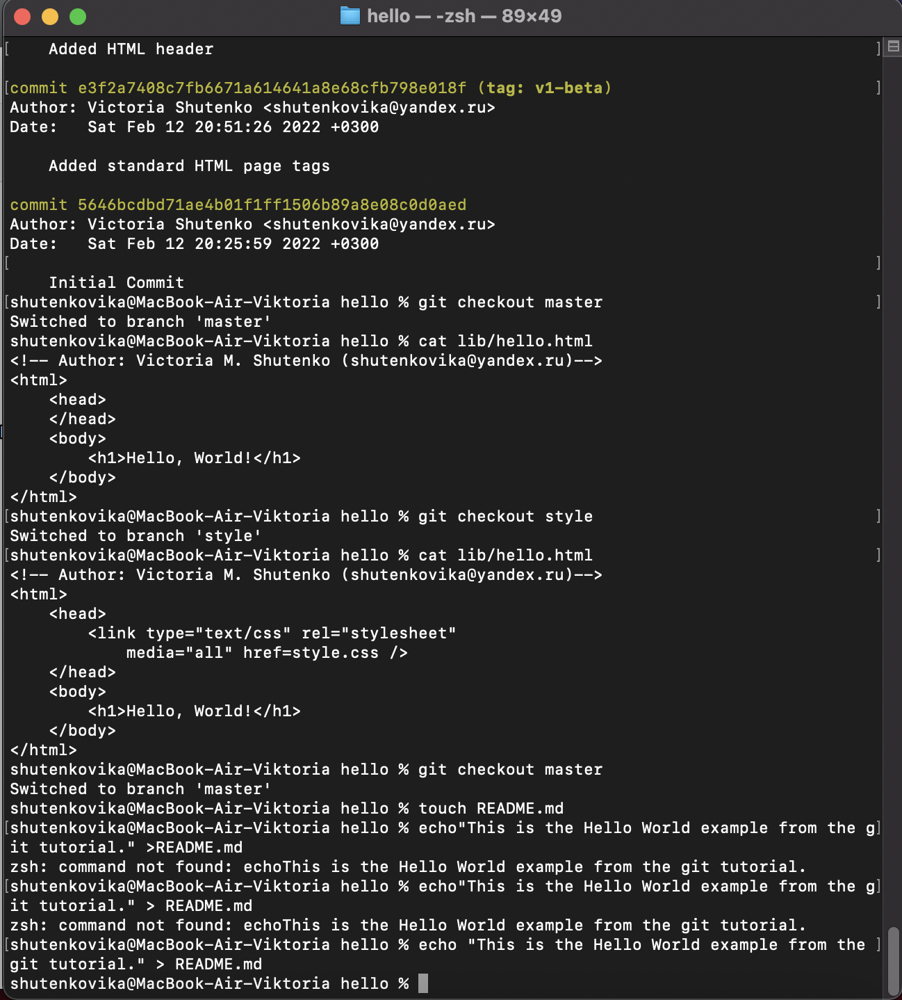 hello — -zsh — 89×49
[    Added HTML header    ]
[commit e3f2a7408c7fb6671a614641a8e68cfb798e018f (tag: v1-beta)    ]
Author: Victoria Shutenko <shutenkovika@yandex.ru>
Date:   Sat Feb 12 20:51:26 2022 +0300
    Added standard HTML page tags
commit 5646bcdbd71ae4b01f1ff1506b89a8e08c0d0aed
Author: Victoria Shutenko <shutenkovika@yandex.ru>
Date:   Sat Feb 12 20:25:59 2022 +0300
[    ]
    Initial Commit
[shutenkovika@MacBook-Air-Viktoria hello % git checkout master    ]
Switched to branch 'master'
shutenkovika@MacBook-Air-Viktoria hello % cat lib/hello.html
<!-- Author: Victoria M. Shutenko (shutenkovika@yandex.ru)-->
<html>
    <head>
    </head>
    <body>
        <h1>Hello, World!</h1>
    </body>
</html>
[shutenkovika@MacBook-Air-Viktoria hello % git checkout style    ]
Switched to branch 'style'
[shutenkovika@MacBook-Air-Viktoria hello % cat lib/hello.html    ]
<!-- Author: Victoria M. Shutenko (shutenkovika@yandex.ru)-->
<html>
    <head>
        <link type="text/css" rel="stylesheet"
            media="all" href=style.css />
    </head>
    <body>
        <h1>Hello, World!</h1>
    </body>
</html>
shutenkovika@MacBook-Air-Viktoria hello % git checkout master
Switched to branch 'master'
shutenkovika@MacBook-Air-Viktoria hello % touch README.md
[shutenkovika@MacBook-Air-Viktoria hello % echo"This is the Hello World example from the g]
it tutorial." >README.md
zsh: command not found: echoThis is the Hello World example from the git tutorial.
[shutenkovika@MacBook-Air-Viktoria hello % echo"This is the Hello World example from the g]
it tutorial." > README.md
zsh: command not found: echoThis is the Hello World example from the git tutorial.
[shutenkovika@MacBook-Air-Viktoria hello % echo "This is the Hello World example from the ]
git tutorial." > README.md
shutenkovika@MacBook-Air-Viktoria hello %